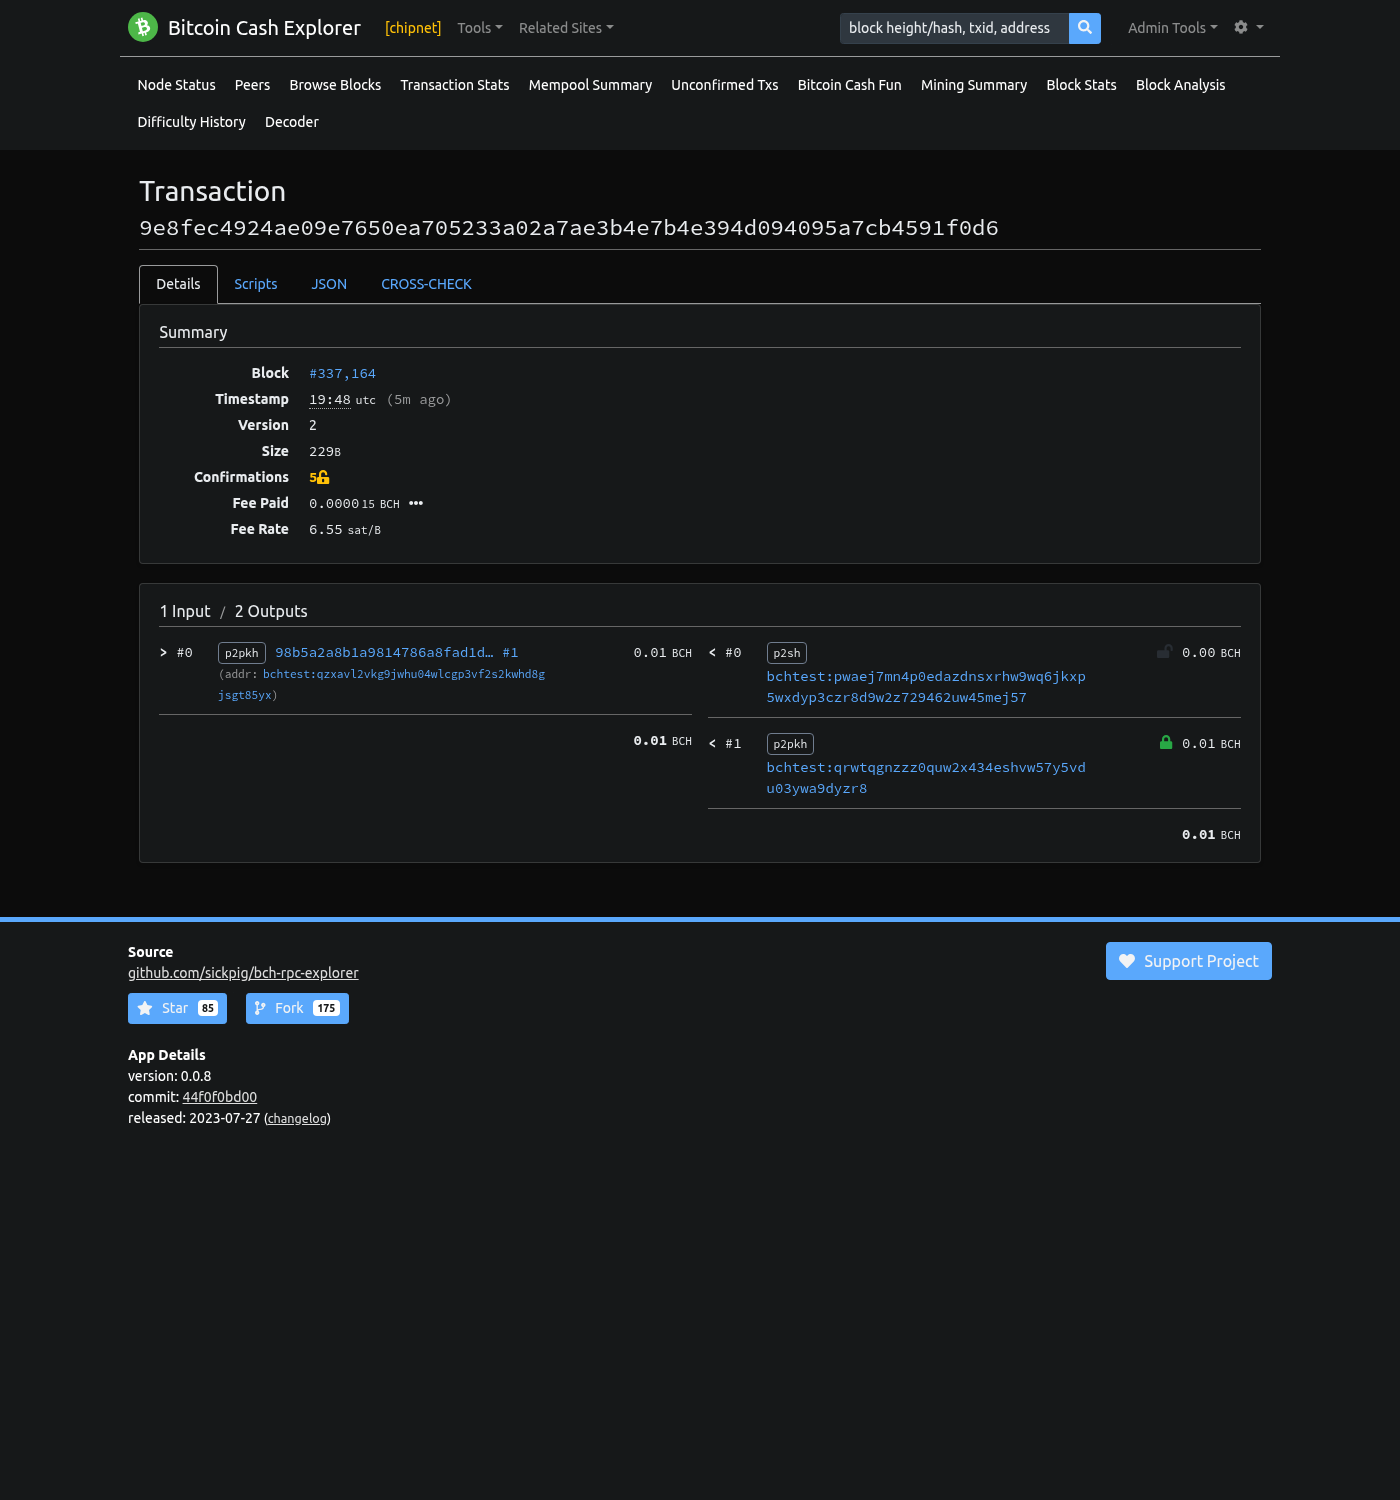 Bitcoin Cash Explorer [chipnet] Tools Related Sites block height/hash, txid, address Admin Tools
Node Status Peers Browse Blocks Transaction Stats Mempool Summary Unconfirmed Txs Bitcoin Cash Fun Mining Summary Block Stats Block Analysis
Difficulty History Decoder
Transaction
9e8fec4924ae09e7650ea705233a02a7ae3b4e7b4e394d094095a7cb4591f0d6
Details Scripts JSON CROSS-CHECK
Summary
Block #337,164
Timestamp 19:48 utc (5m ago)
Version 2
Size 229B
Confirmations 5
Fee Paid 0.000015 BCH •••
Fee Rate 6.55 sat/B
1 Input / 2 Outputs
> #0 p2pkh 98b5a2a8b1a9814786a8fad1d… #1 0.01 BCH
(addr: bchtest:qzxavl2vkg9jwhu04wlcgp3vf2s2kwhd8g
jsgt85yx)
0.01 BCH
< #0 p2sh 0.00 BCH
bchtest:pwaej7mn4p0edazdnsxrhw9wq6jkxp
5wxdyp3czr8d9w2z729462uw45mej57
< #1 p2pkh 0.01 BCH
bchtest:qrwtqgnzzz0quw2x434eshvw57y5vd
u03ywa9dyzr8
0.01 BCH
Source
github.com/sickpig/bch-rpc-explorer
Star 85 Fork 175
Support Project
App Details
version: 0.0.8
commit: 44f0f0bd00
released: 2023-07-27 (changelog)